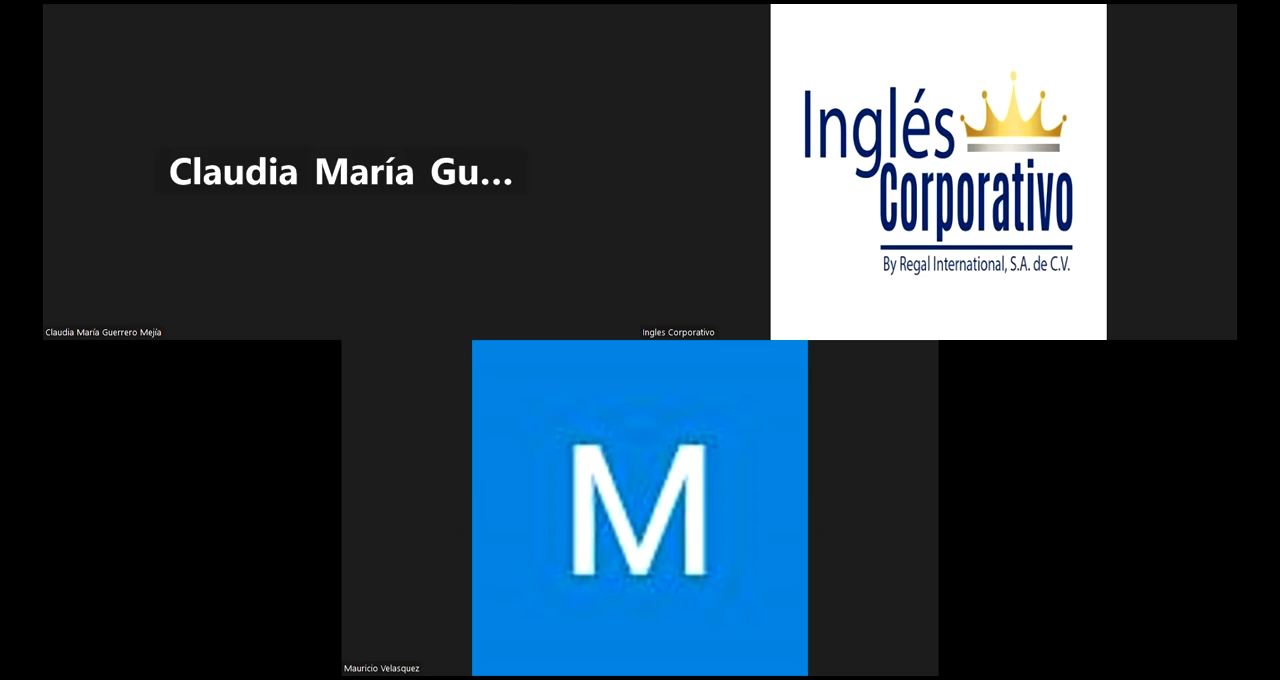 Claudia María Gu...
Claudia María Guerrero Mejía
Inglés
Corporativo
By Regal International, S.A. de C.V.
Ingles Corporativo
M
Mauricio Velasquez